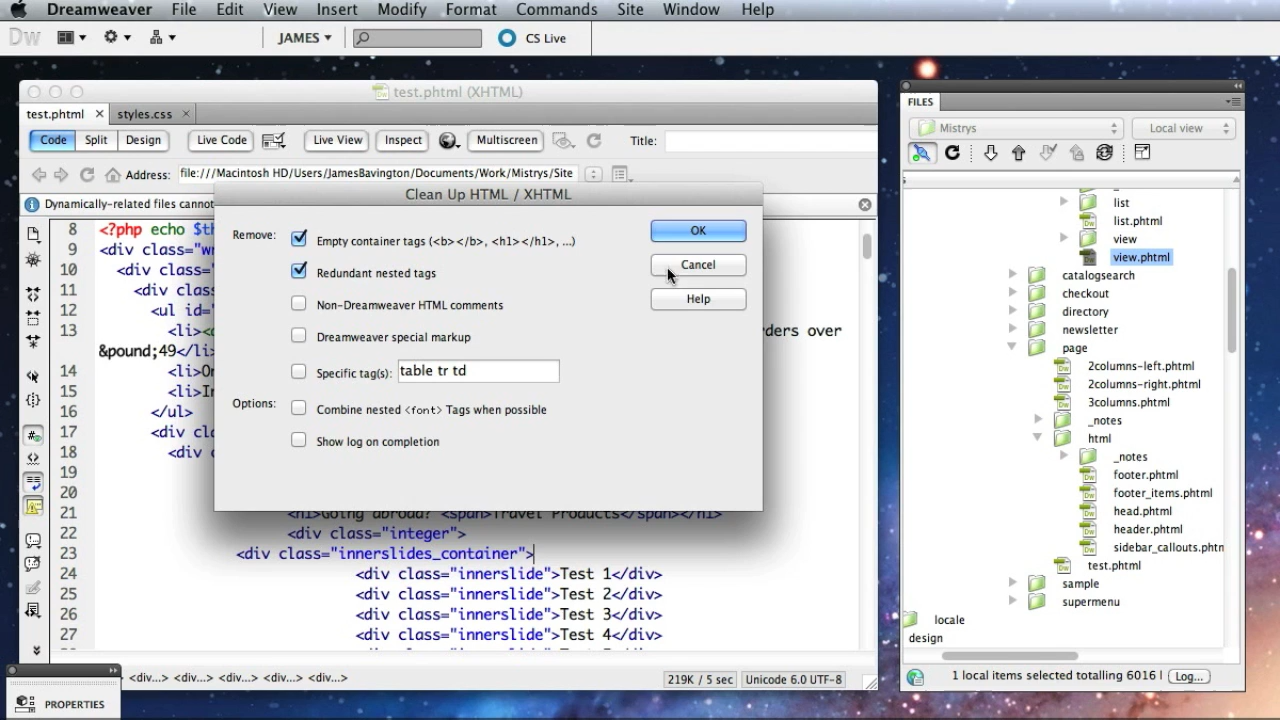 Dreamweaver File Edit View Insert Modify Format Commands Site Window Help
Dw JAMES CS Live
test.phtml (XHTML)
test.phtml styles.css
Code Split Design Live Code Live View Inspect Multiscreen Title:
Address: file:///Macintosh HD/Users/JamesBavington/Documents/Work/Mistrys/Site
Dynamically-related files cannot
8 <?php echo $th
9 <div class="wr
10 <div class="
11 <div class
12 <ul id="
13 <li><
rders over
&pound;49</li>
14 <li>Or
15 <li>In
16 </ul>
17 <div cla
18 <div
19
20
21 <h1>Going abroad? <span>Travel Products</span></h1>
22 <div class="integer">
23 <div class="innerslides_container">
24 <div class="innerslide">Test 1</div>
25 <div class="innerslide">Test 2</div>
26 <div class="innerslide">Test 3</div>
27 <div class="innerslide">Test 4</div>
<div...> <div...> <div...> <div...> <div...>
219K / 5 sec Unicode 6.0 UTF-8
PROPERTIES
Clean Up HTML / XHTML
Remove:
Empty container tags (<b></b>, <h1></h1>, ...)
Redundant nested tags
Non-Dreamweaver HTML comments
Dreamweaver special markup
Specific tag(s): table tr td
Options:
Combine nested <font> Tags when possible
Show log on completion
OK
Cancel
Help
FILES
Mistrys Local view
list
list.phtml
view
view.phtml
catalogsearch
checkout
directory
newsletter
page
2columns-left.phtml
2columns-right.phtml
3columns.phtml
_notes
html
_notes
footer.phtml
footer_items.phtml
head.phtml
header.phtml
sidebar_callouts.phtn
test.phtml
sample
supermenu
locale
design
1 local items selected totalling 6016 Log...